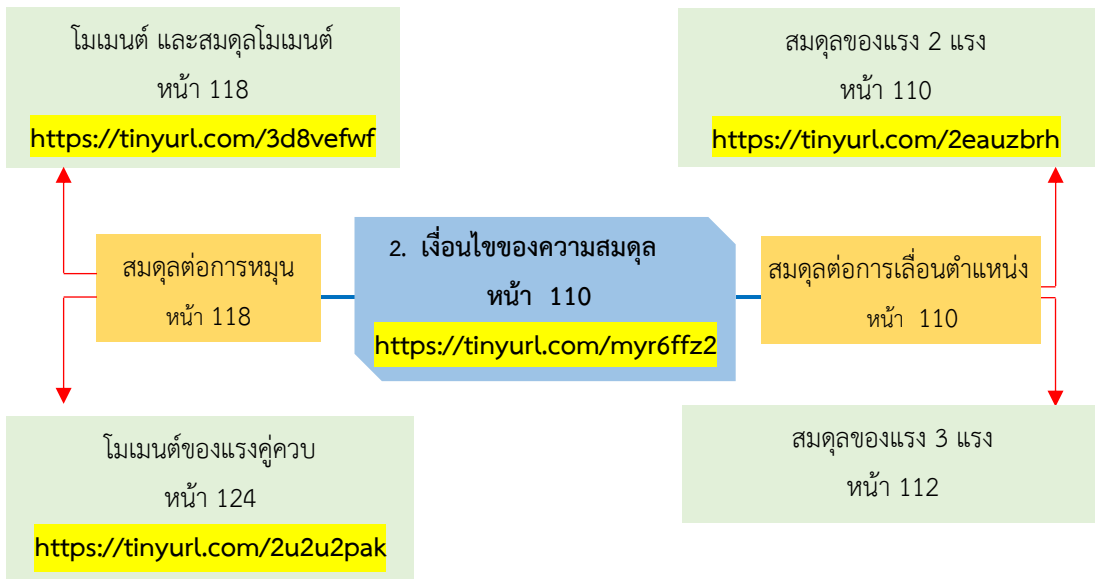 โมเมนต์ และสมดุลโมเมนต์
หน้า 118
https://tinyurl.com/3d8vefwf
สมดุลของแรง 2 แรง
หน้า 110
https://tinyurl.com/2eauzbrh
สมดุลต่อการหมุน
หน้า 118
2. เงื่อนไขของความสมดุล
หน้า 110
https://tinyurl.com/myr6ffz2
สมดุลต่อการเลื่อนตำแหน่ง
หน้า 110
โมเมนต์ของแรงคู่ควบ
หน้า 124
https://tinyurl.com/2u2u2pak
สมดุลของแรง 3 แรง
หน้า 112